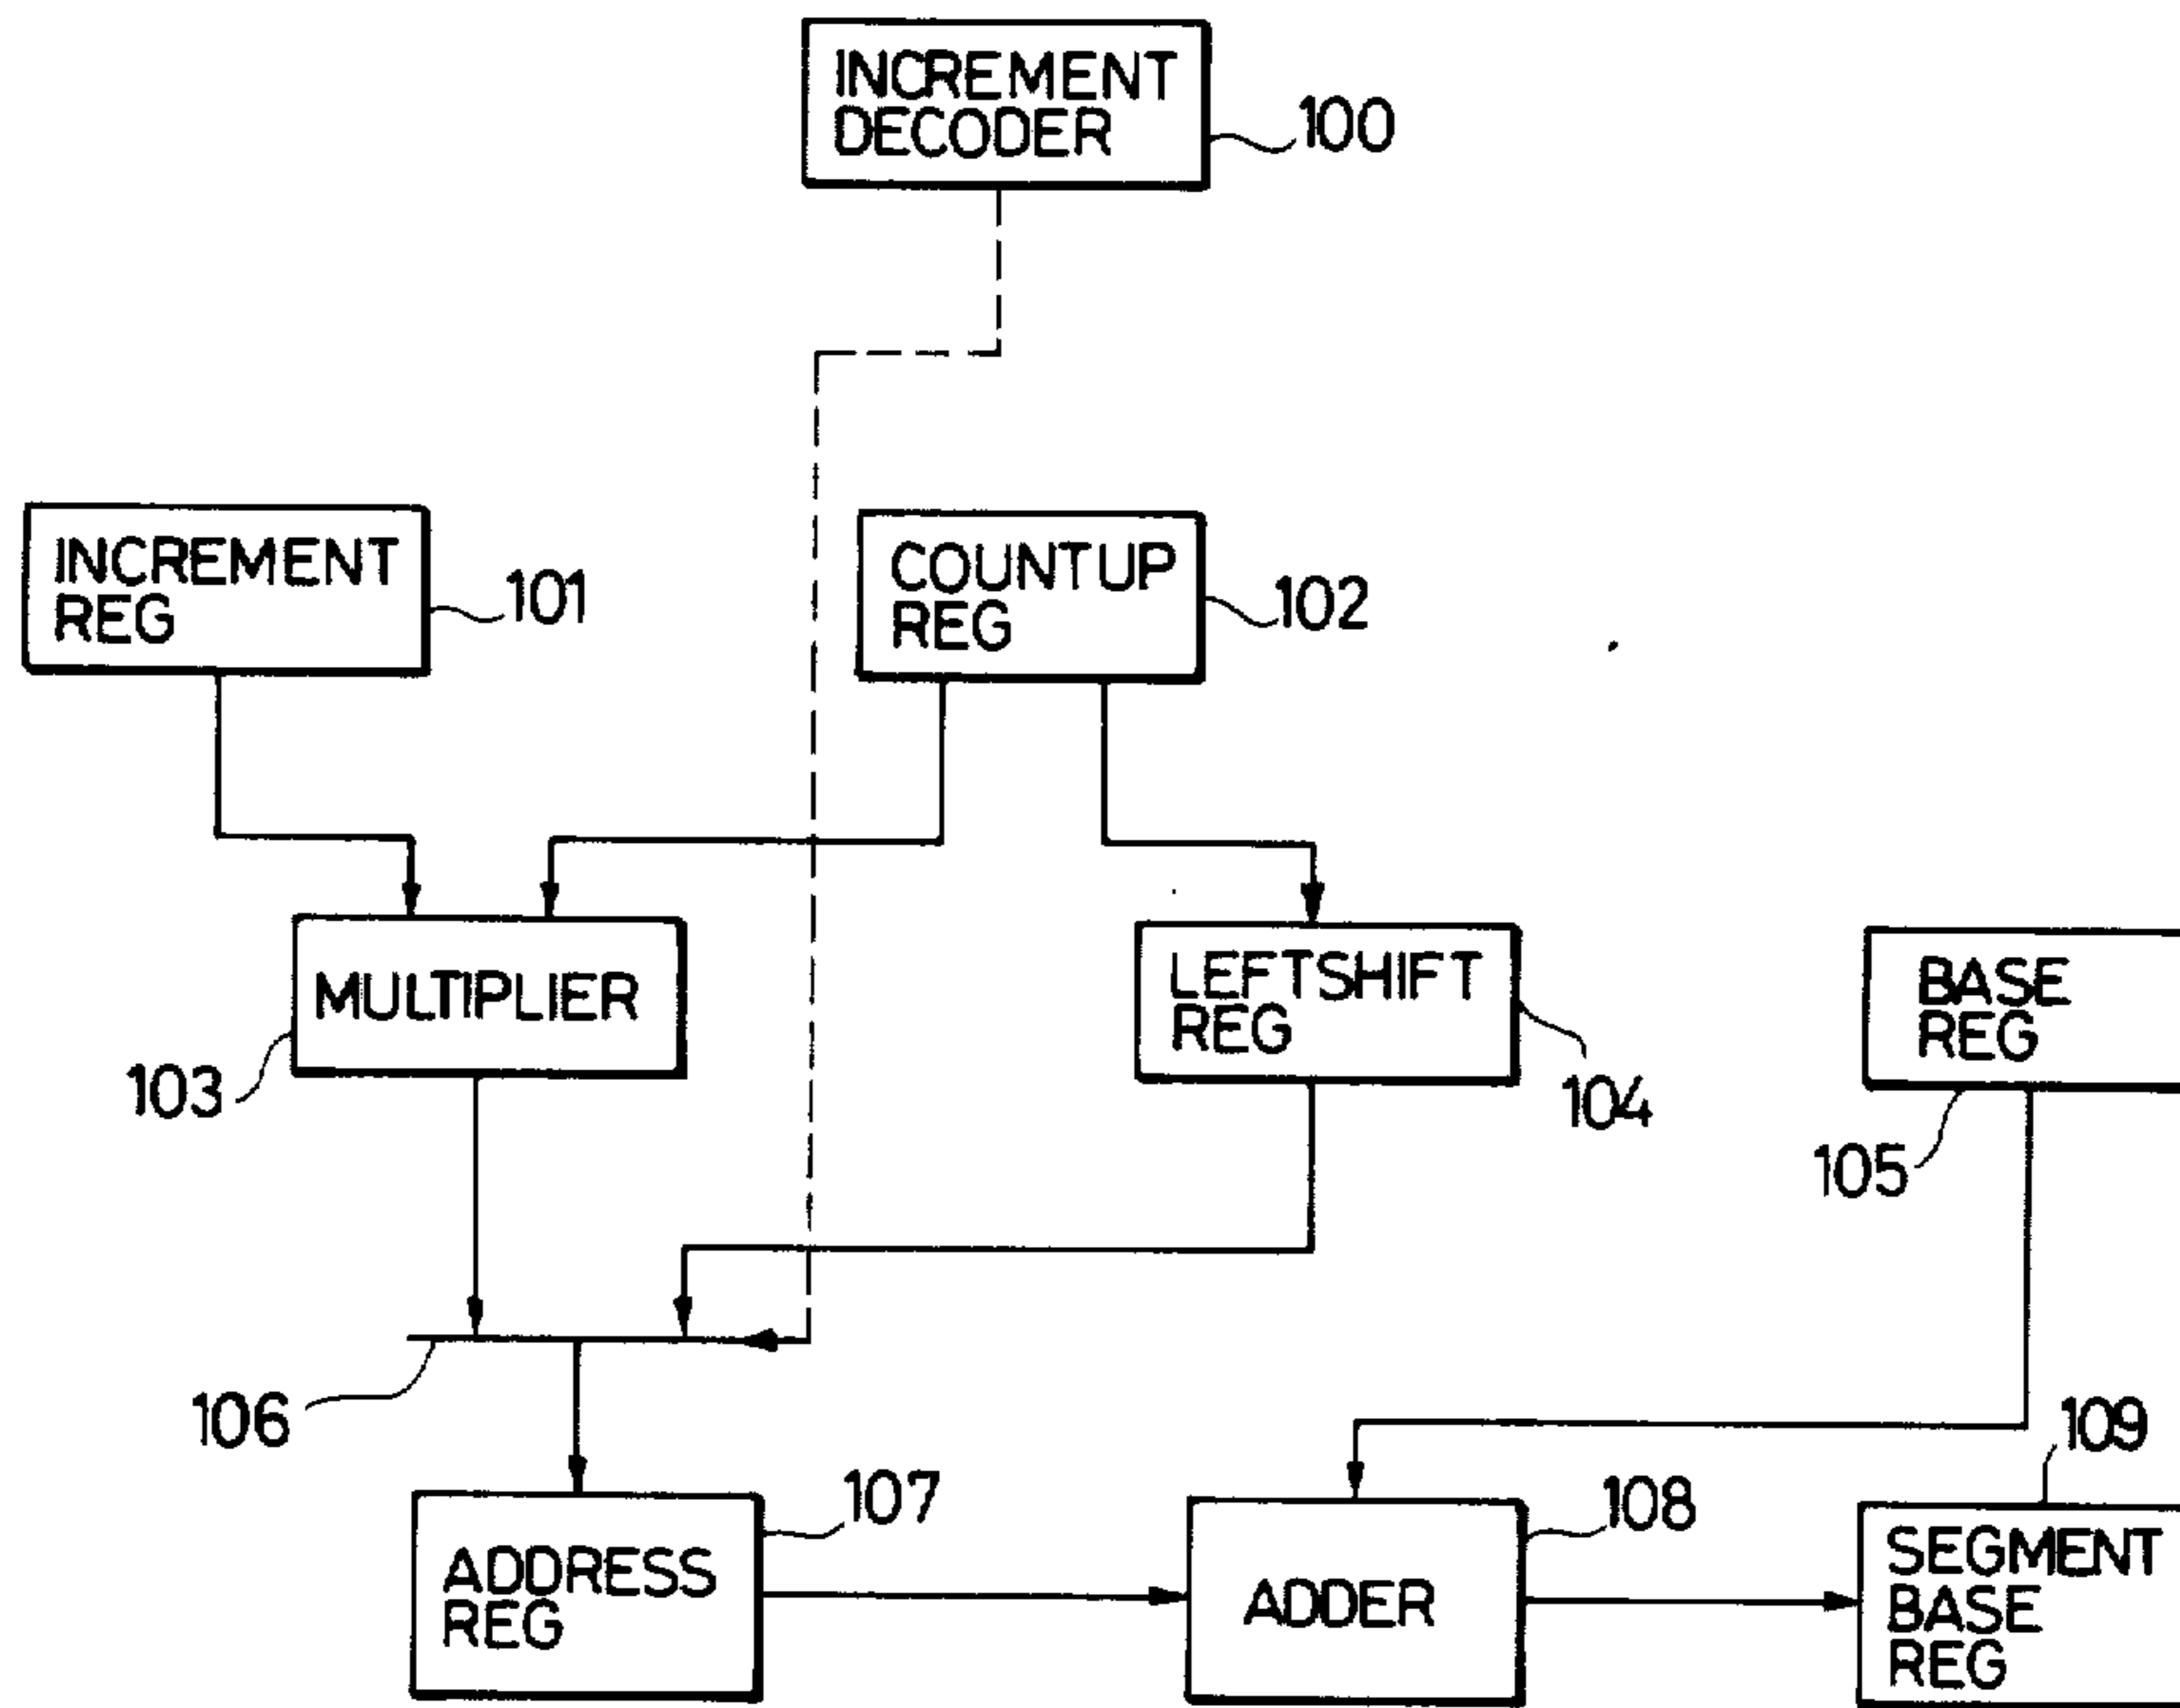 INCREMENT
DECODER
100
INCREMENT
REG
101
COUNTUP
REG
102
MULTIPLIER
103
LEFTSHIFT
REG
104
BASE
REG
105
106
ADDRESS
REG
107
ADDER
108
SEGMENT
BASE
REG
109